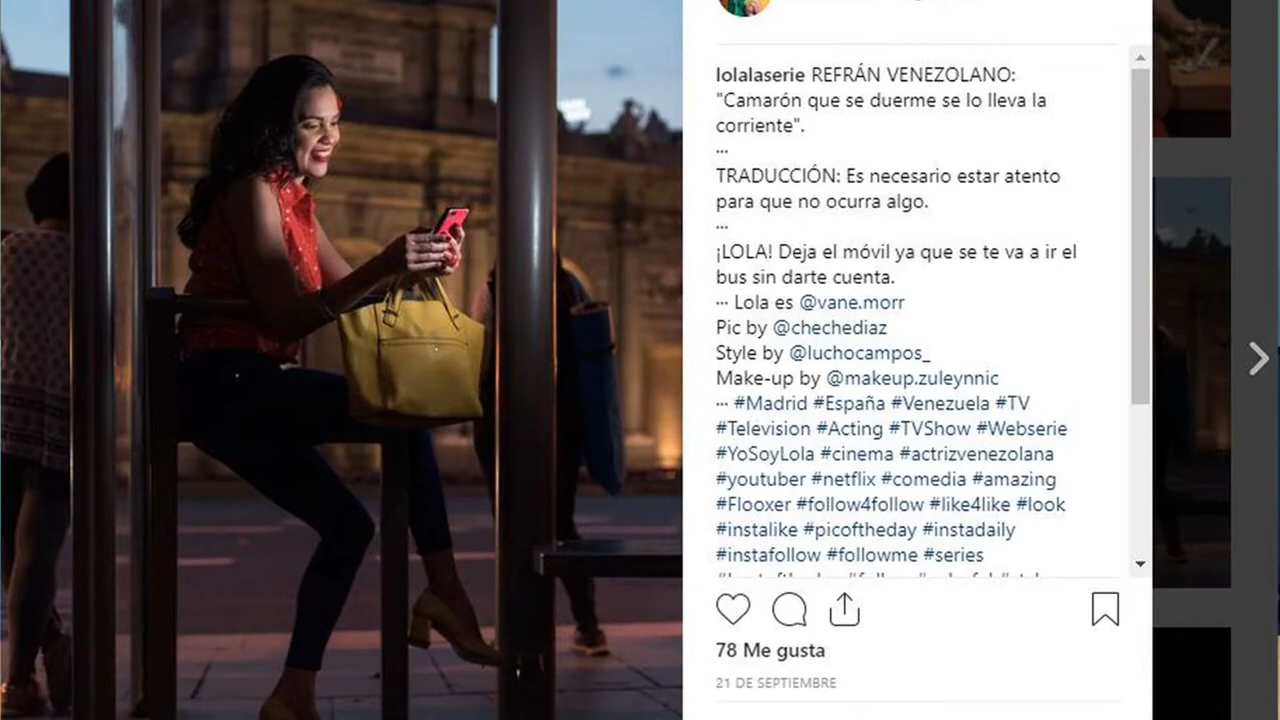 lolalaserie REFRÁN VENEZOLANO:
"Camarón que se duerme se lo lleva la
corriente".
...
TRADUCCIÓN: Es necesario estar atento
para que no ocurra algo.
...
¡LOLA! Deja el móvil ya que se te va a ir el
bus sin darte cuenta.
... Lola es @vane.morr
Pic by @chechediaz
Style by @luchocampos_
Make-up by @makeup.zuleynnic
... #Madrid #España #Venezuela #TV
#Television #Acting #TVShow #Webserie
#YoSoyLola #cinema #actrizvenezolana
#youtuber #netflix #comedia #amazing
#Flooxer #follow4follow #like4like #look
#instalike #picoftheday #instadaily
#instafollow #followme #series
78 Me gusta
21 DE SEPTIEMBRE